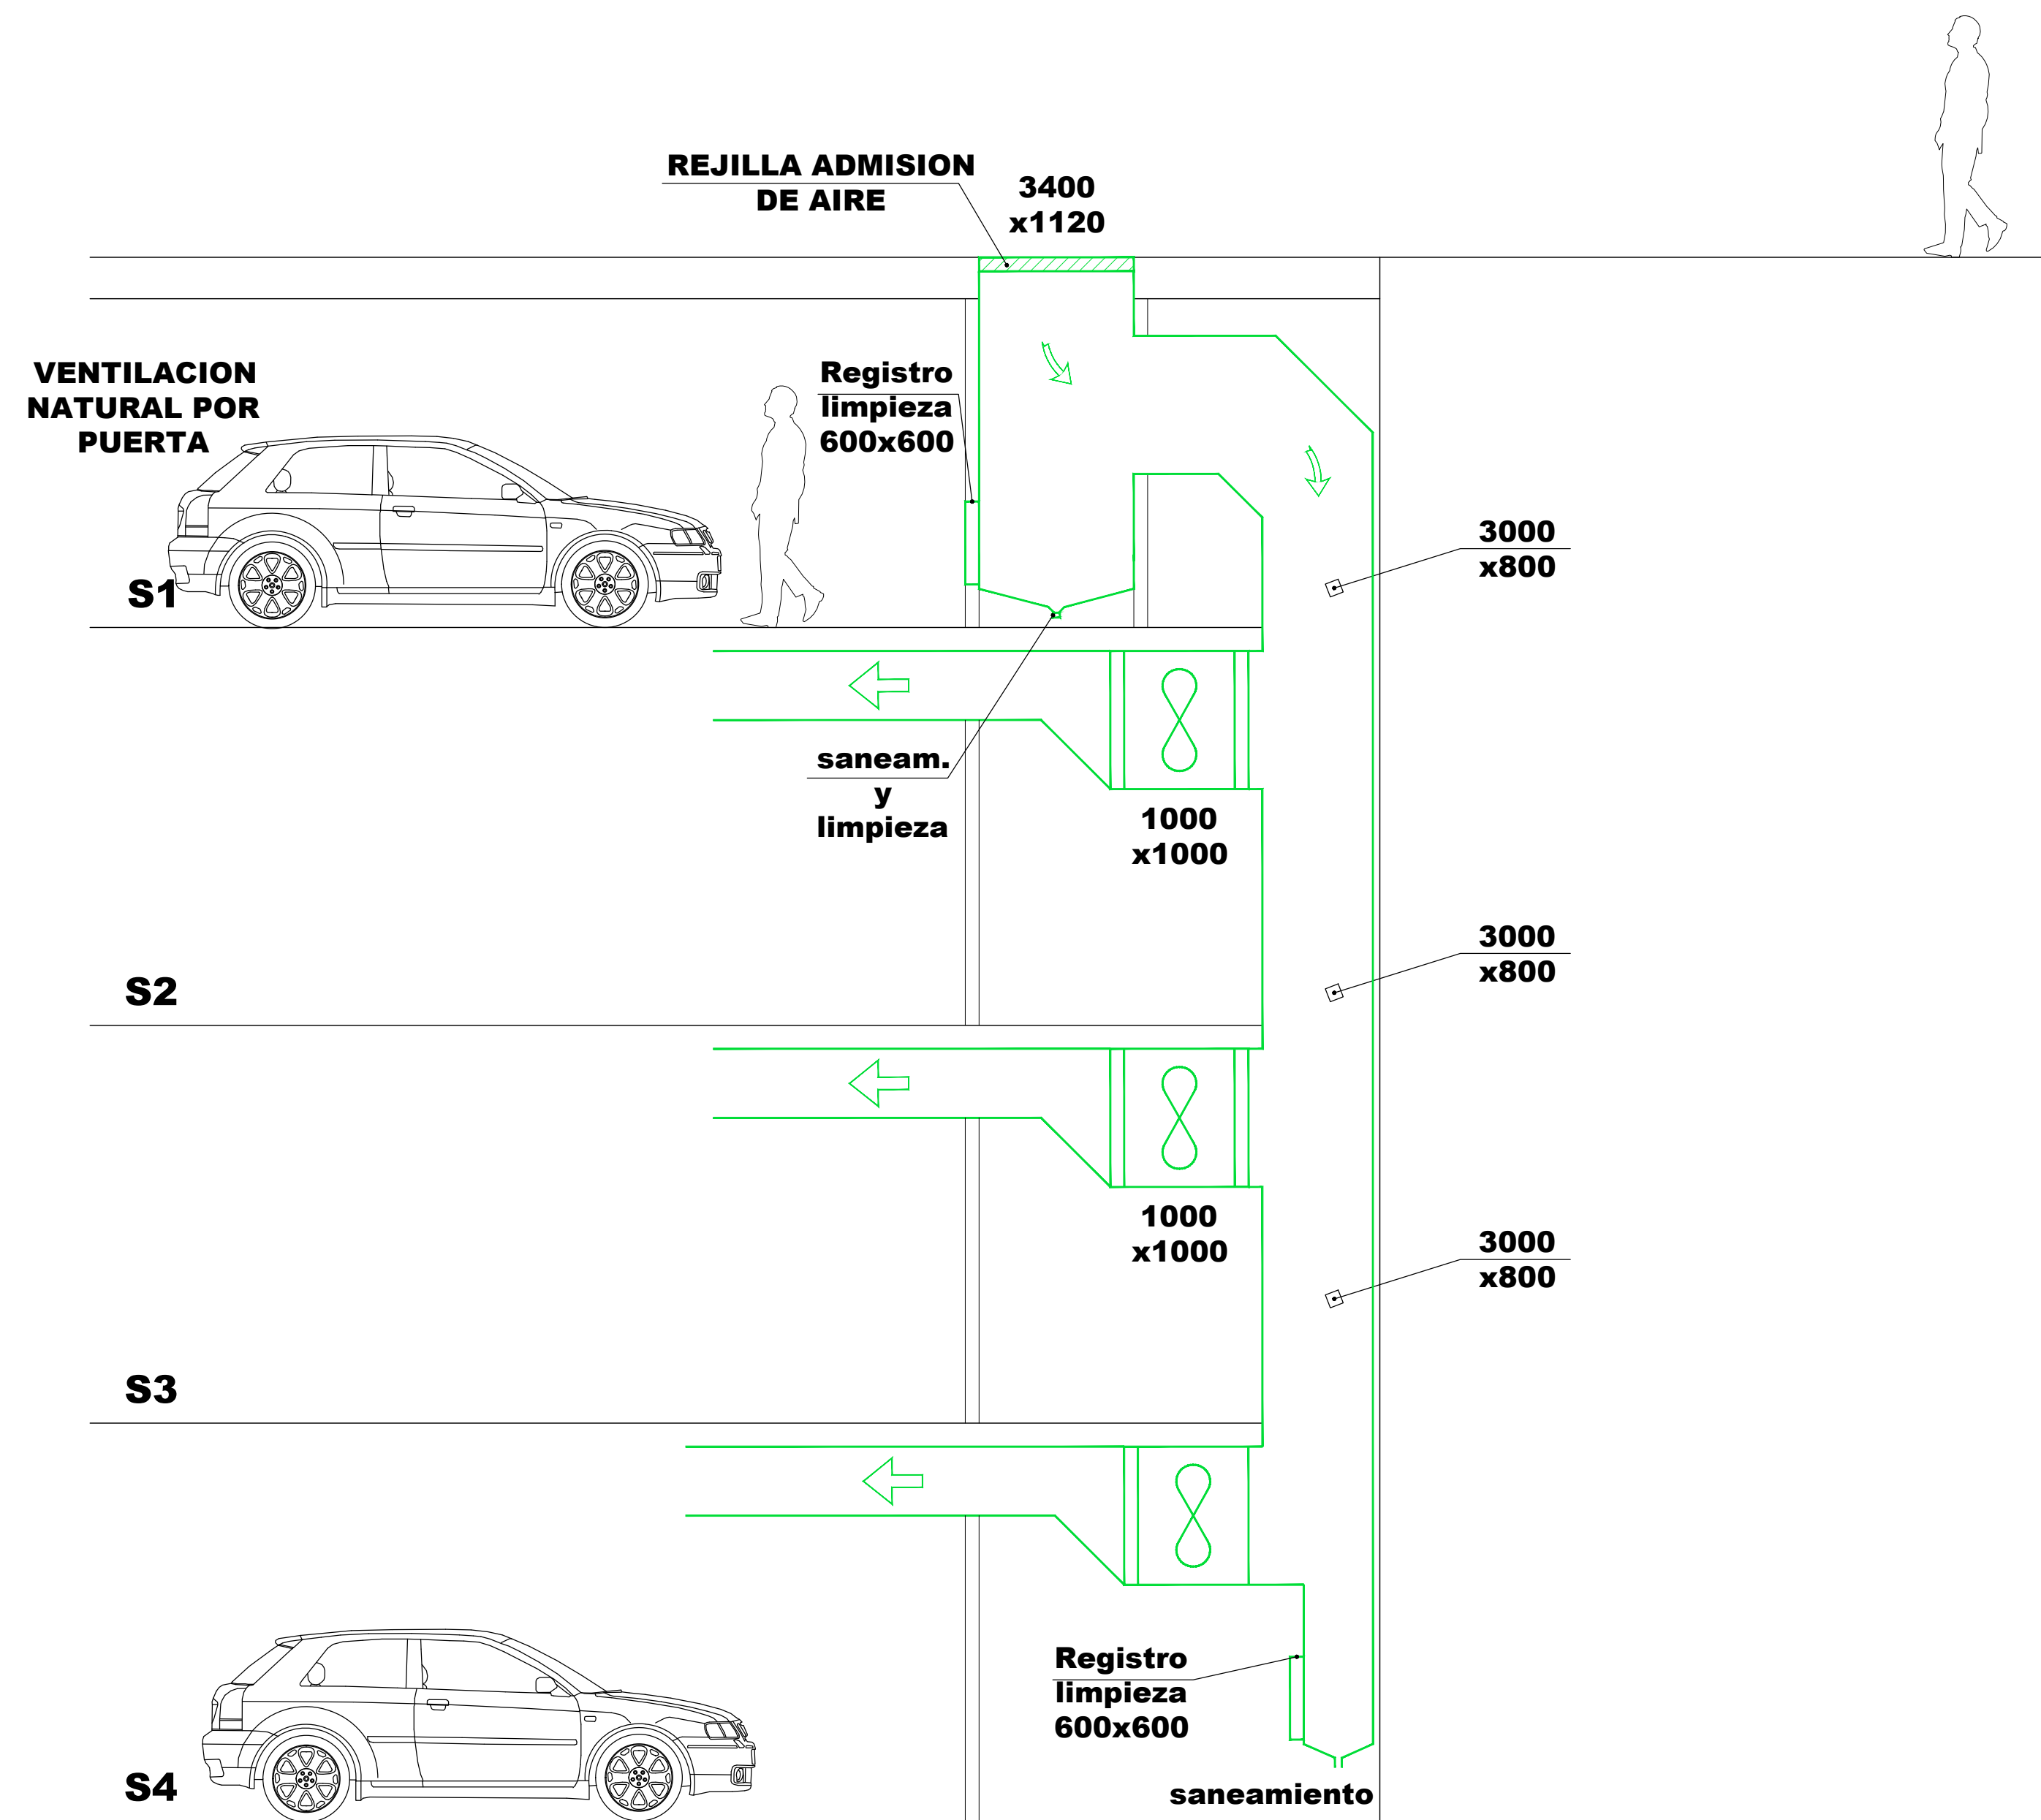 REJILLA ADMISION
DE AIRE
3400
x1120
VENTILACION
NATURAL POR
PUERTA
Registro
limpieza
600x600
S1
3000
x800
saneam.
y
limpieza
1000
x1000
S2
3000
x800
1000
x1000
3000
x800
S3
Registro
limpieza
600x600
S4
saneamiento